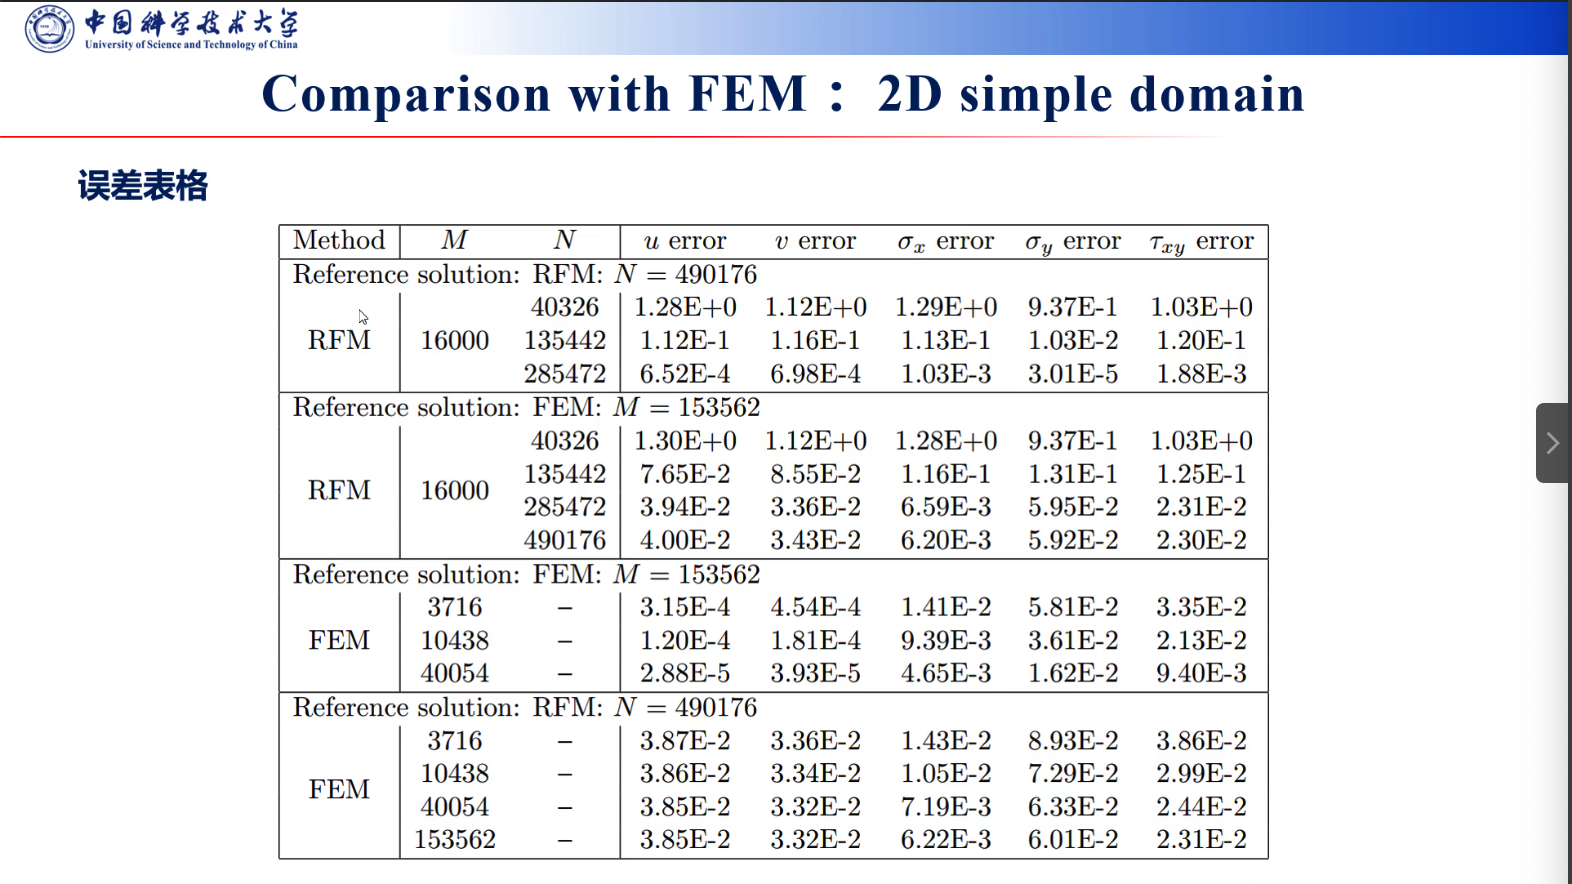 中国科学技术大学
University of Science and Technology of China
Comparison with FEM： 2D simple domain
误差表格
Method M N u error v error σx error σy error τxy error
Reference solution: RFM: N = 490176
40326 1.28E+0 1.12E+0 1.29E+0 9.37E-1 1.03E+0
RFM 16000 135442 1.12E-1 1.16E-1 1.13E-1 1.03E-2 1.20E-1
285472 6.52E-4 6.98E-4 1.03E-3 3.01E-5 1.88E-3
Reference solution: FEM: M = 153562
40326 1.30E+0 1.12E+0 1.28E+0 9.37E-1 1.03E+0
135442 7.65E-2 8.55E-2 1.16E-1 1.31E-1 1.25E-1
RFM 16000
285472 3.94E-2 3.36E-2 6.59E-3 5.95E-2 2.31E-2
490176 4.00E-2 3.43E-2 6.20E-3 5.92E-2 2.30E-2
Reference solution: FEM: M = 153562
3716 – 3.15E-4 4.54E-4 1.41E-2 5.81E-2 3.35E-2
FEM 10438 – 1.20E-4 1.81E-4 9.39E-3 3.61E-2 2.13E-2
40054 – 2.88E-5 3.93E-5 4.65E-3 1.62E-2 9.40E-3
Reference solution: RFM: N = 490176
3716 – 3.87E-2 3.36E-2 1.43E-2 8.93E-2 3.86E-2
10438 – 3.86E-2 3.34E-2 1.05E-2 7.29E-2 2.99E-2
FEM
40054 – 3.85E-2 3.32E-2 7.19E-3 6.33E-2 2.44E-2
153562 – 3.85E-2 3.32E-2 6.22E-3 6.01E-2 2.31E-2